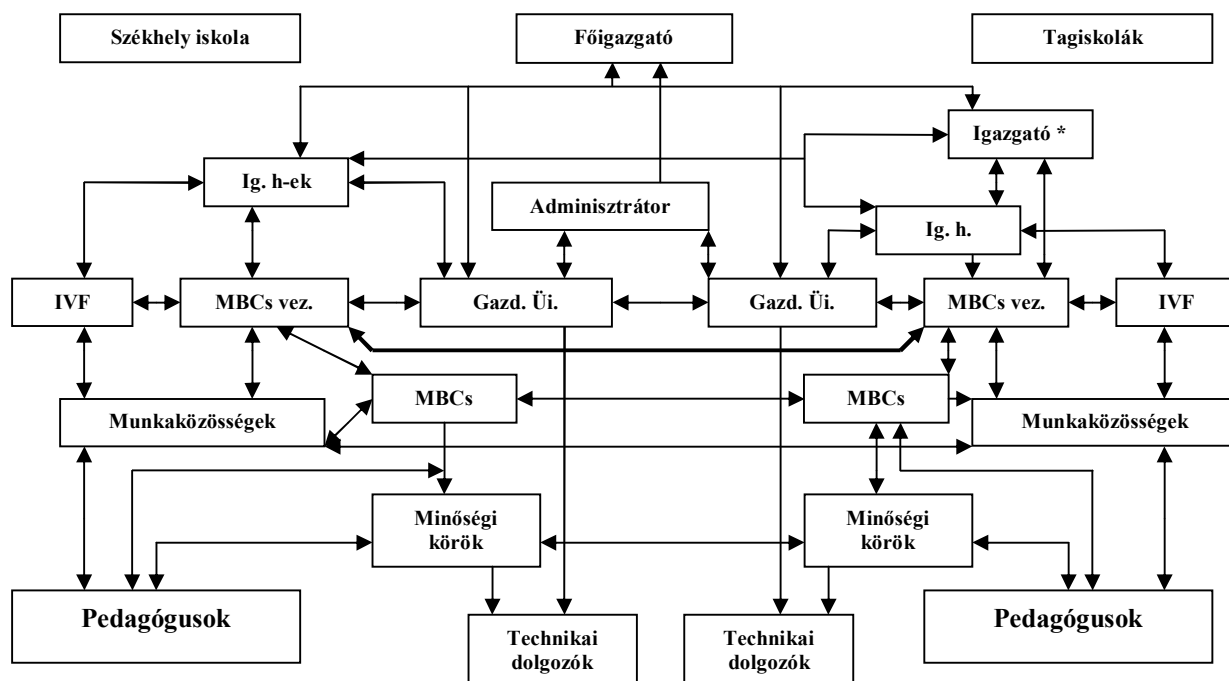 Székhely iskola
Főigazgató
Tagiskolák
Igazgató *
Ig. h-ek
Adminisztrátor
Ig. h.
IVF
MBCs vez.
Gazd. Üi.
Gazd. Üi.
MBCs vez.
IVF
MBCs
MBCs
Munkaközösségek
Munkaközösségek
Minőségi
körök
Minőségi
körök
Pedagógusok
Pedagógusok
Technikai
dolgozók
Technikai
dolgozók